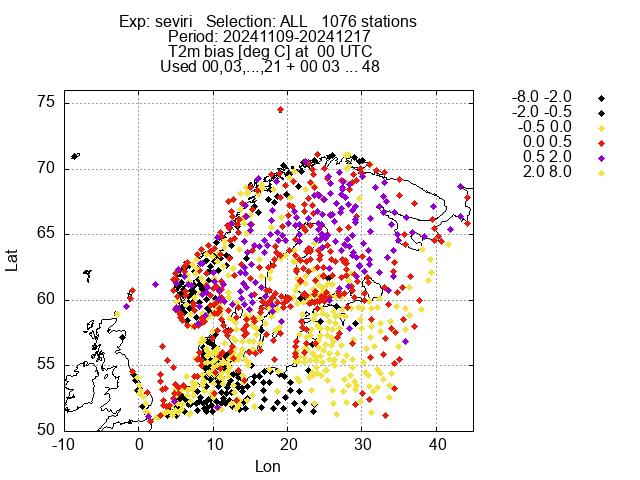 Exp: seviri Selection: ALL 1076 stations
Period: 20241109-20241217
T2m bias [deg C] at 00 UTC
Used 00,03,...,21 + 00 03 ... 48
-8.0 -2.0
-2.0 -0.5
-0.5 0.0
0.0 0.5
0.5 2.0
2.0 8.0
75
70
65
60
55
50
Lat
-10 0 10 20 30 40
Lon